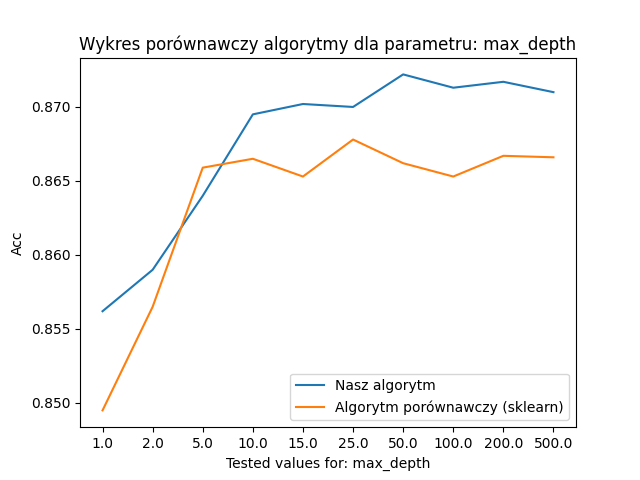 Wykres porównawczy algorytmy dla parametru: max_depth
0.870
0.865
0.860
0.855
0.850
Acc
Nasz algorytm
Algorytm porównawczy (sklearn)
1.0 2.0 5.0 10.0 15.0 25.0 50.0 100.0 200.0 500.0
Tested values for: max_depth